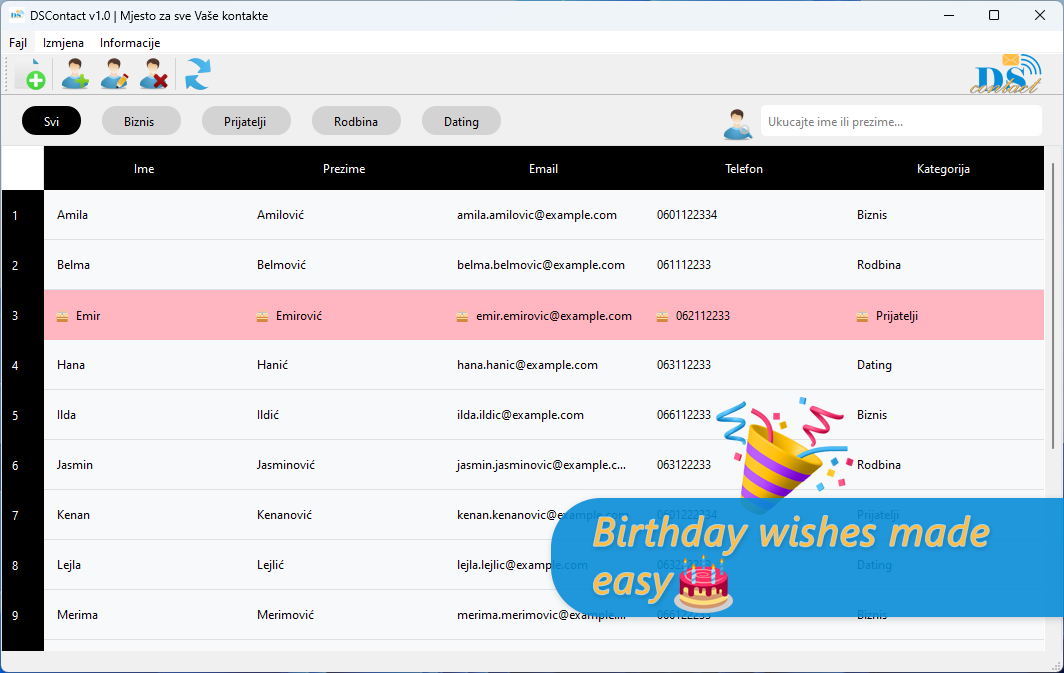 DSContact v1.0 | Mjesto za sve Vaše kontakte
Fajl Izmjena Informacije
DS
contact
Svi Biznis Prijatelji Rodbina Dating Ukucajte ime ili prezime...
Ime Prezime Email Telefon Kategorija
1 Amila Amilović amila.amilovic@example.com 0601122334 Biznis
2 Belma Belmović belma.belmovic@example.com 061112233 Rodbina
3 Emir Emirović emir.emirovic@example.com 062112233 Prijatelji
4 Hana Hanić hana.hanic@example.com 063112233 Dating
5 Ilda Ildić ilda.ildic@example.com 066112233 Biznis
6 Jasmin Jasminović jasmin.jasminovic@example.c... 063122233 Rodbina
7 Kenan Kenanović kenan.kenanovic@example.com Prijatelji
8 Lejla Lejlić lejla.lejlic@example.com Dating
9 Merima Merimović merima.merimovic@example.... 066122233 Biznis
Birthday wishes made
easy